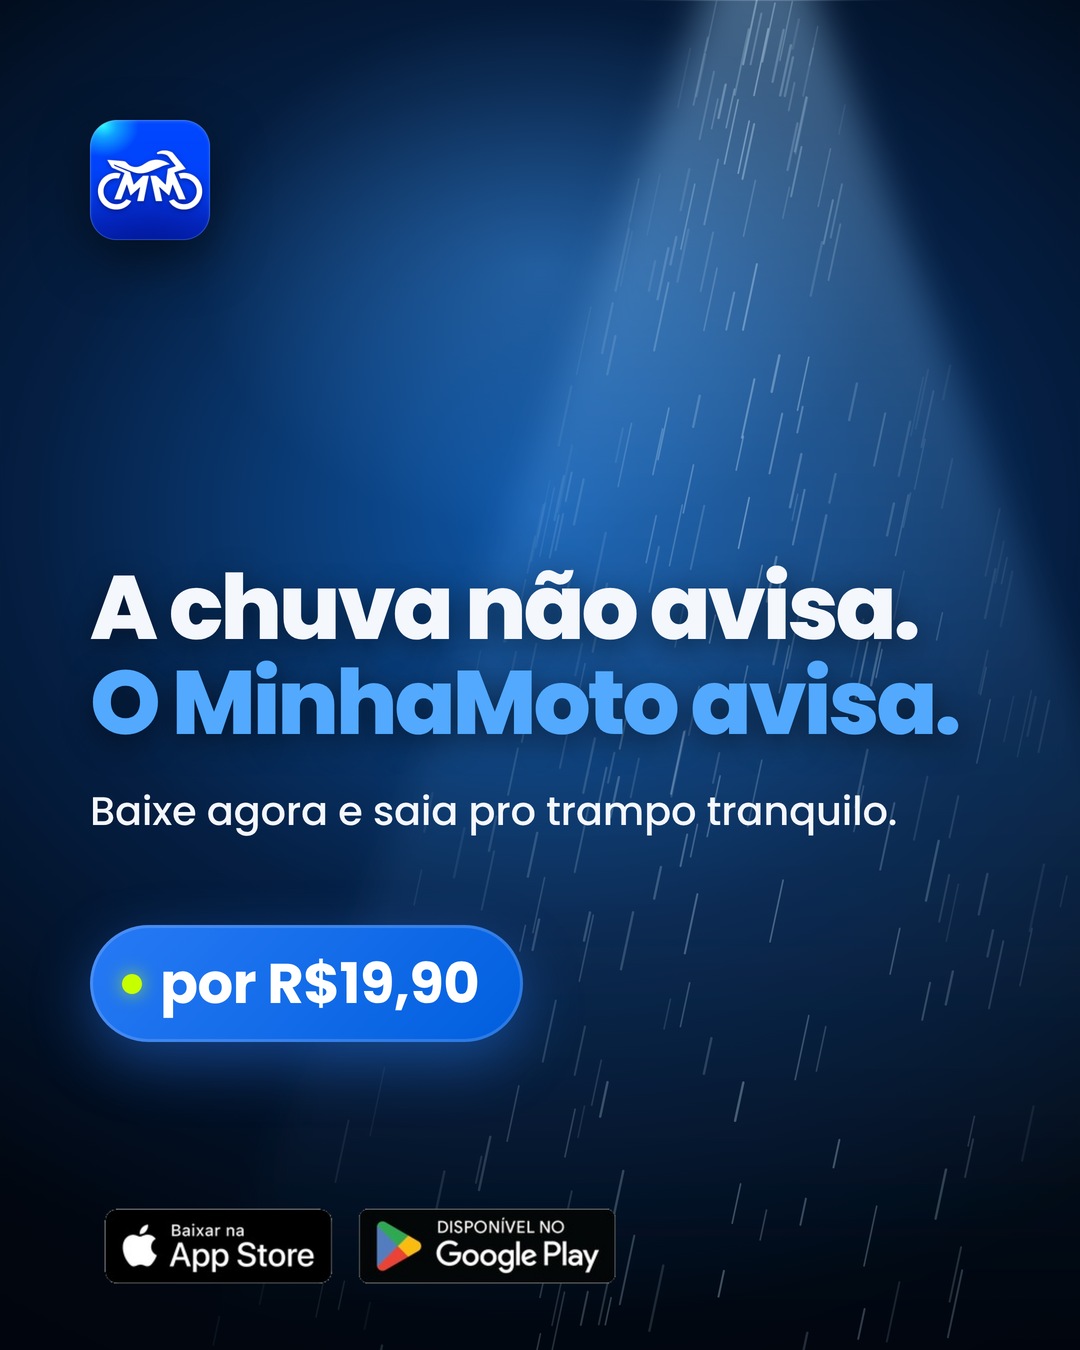 MM
A chuva não avisa.
O MinhaMoto avisa.
Baixe agora e saia pro trampo tranquilo.
por R$19,90
Baixar na
App Store
DISPONÍVEL NO
Google Play